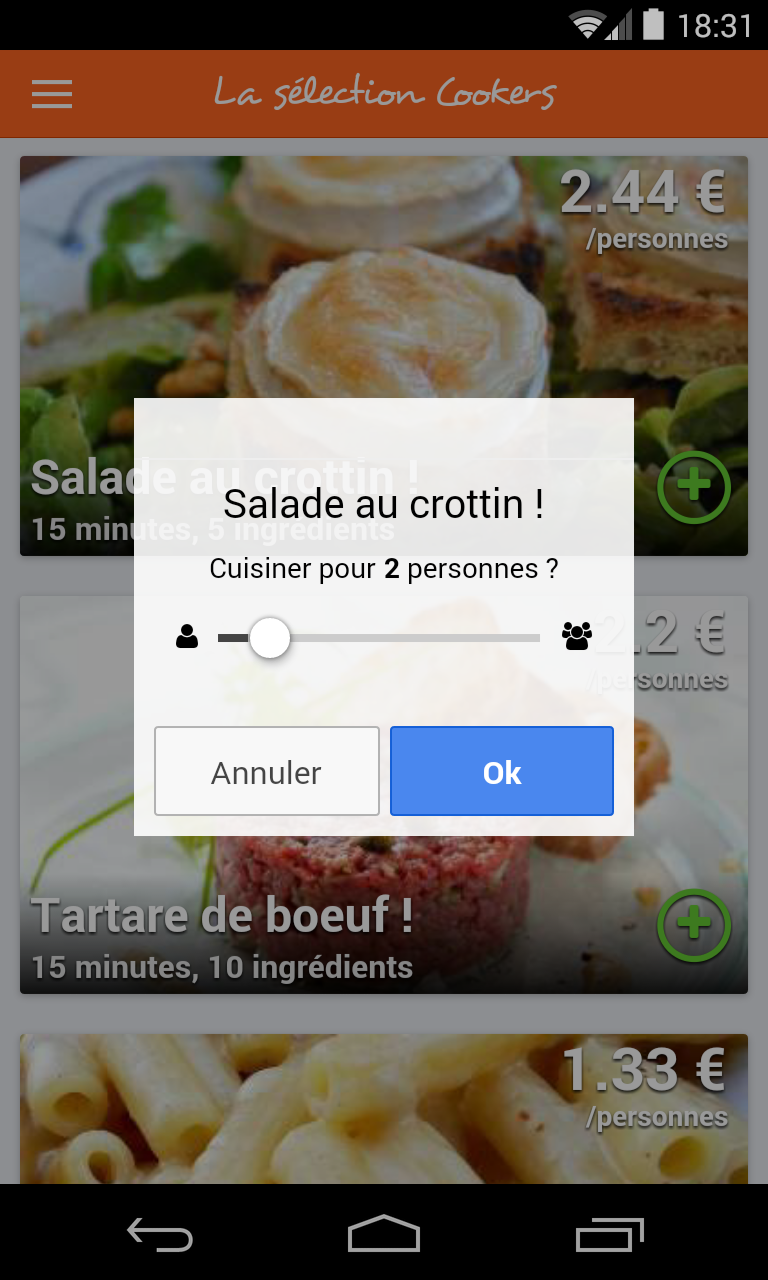 18:31
La sélection Cookers
2.44 €
/personnes
Salade au crottin !
15 minutes, 5 ingrédients
Salade au crottin !
Cuisiner pour 2 personnes ?
Annuler
Ok
2.2 €
/personnes
Tartare de boeuf !
15 minutes, 10 ingrédients
1.33 €
/personnes